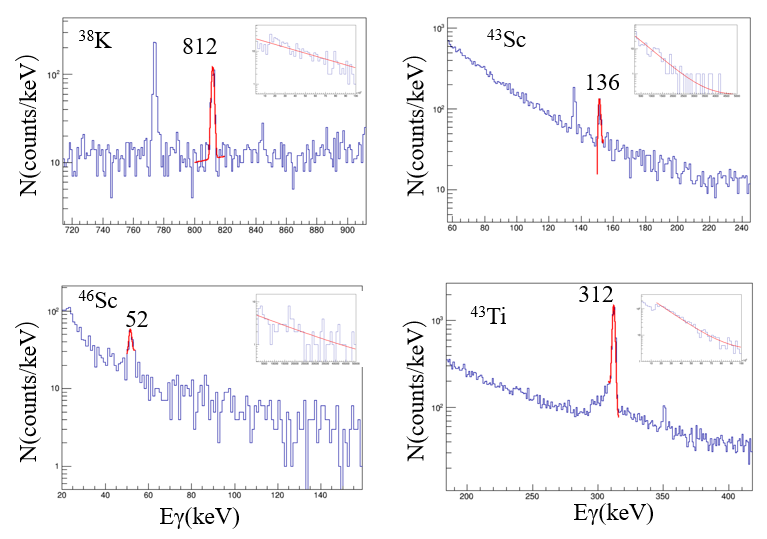 ³⁸K
812
N(counts/keV)
10²
10
720 740 760 780 800 820 840 860 880 900
⁴³Sc
136
N(counts/keV)
10³
10²
10
60 80 100 120 140 160 180 200 220 240
⁴⁶Sc
52
N(counts/keV)
10²
10
1
20 40 60 80 100 120 140
Eγ(keV)
⁴³Ti
312
N(counts/keV)
10³
10²
200 250 300 350 400
Eγ(keV)